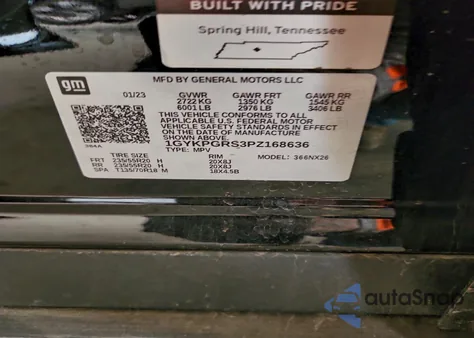 BUILT WITH PRIDE
Spring Hill, Tennessee
gm
MFD BY GENERAL MOTORS LLC
01/23 GVWR GAWR FRT GAWR RR
2722 KG 1350 KG 1545 KG
6001 LB 2976 LB 3406 LB
THIS VEHICLE CONFORMS TO ALL
APPLICABLE U.S. FEDERAL MOTOR
VEHICLE SAFETY STANDARDS IN
EFFECT ON THE DATE OF MANUFACTURE
SHOWN ABOVE.
1GYKPGRS3PZ168636
TYPE: MPV
TIRE SIZE RIM MODEL: 366NX26
FRT 235/55R20 H 20X8J
RR 235/55R20 H 20X8J
SPA T135/70R18 M 18X4.5B
autoSnap